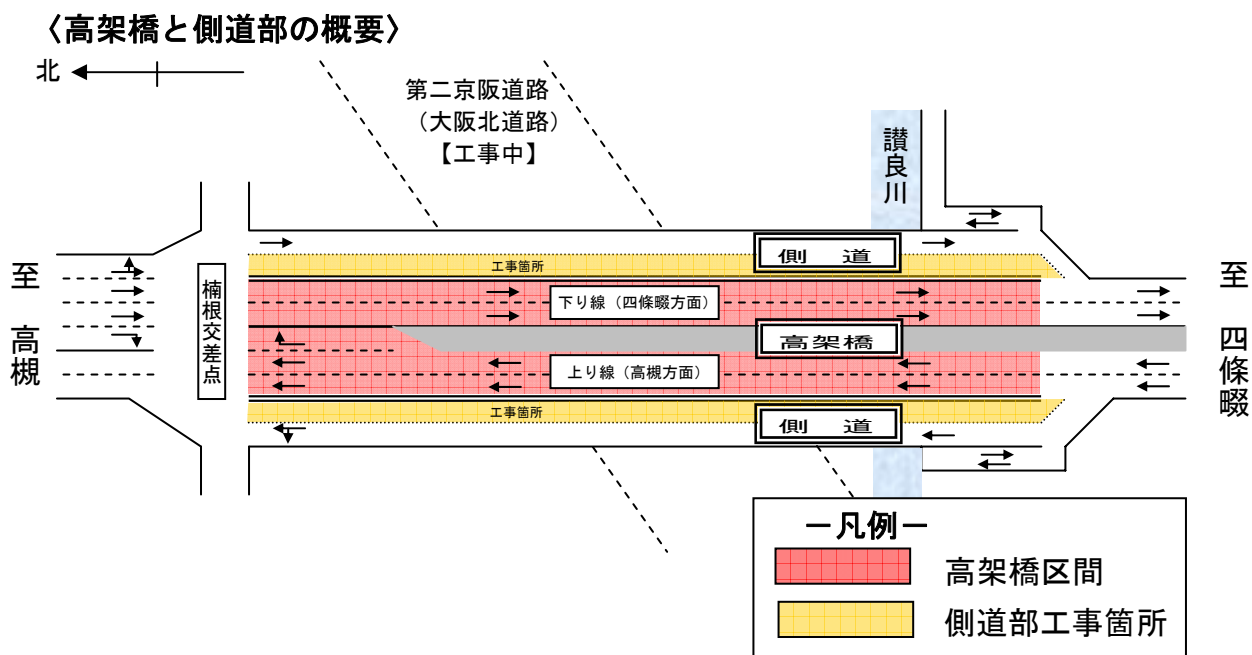 〈高架橋と側道部の概要〉
北
第二京阪道路
（大阪北道路）
【工事中】
讃良川
至 高槻
楠根交差点
側 道
工事箇所
下り線（四條畷方面）
高架橋
上り線（高槻方面）
工事箇所
側 道
至 四條畷
－凡例－
高架橋区間
側道部工事箇所